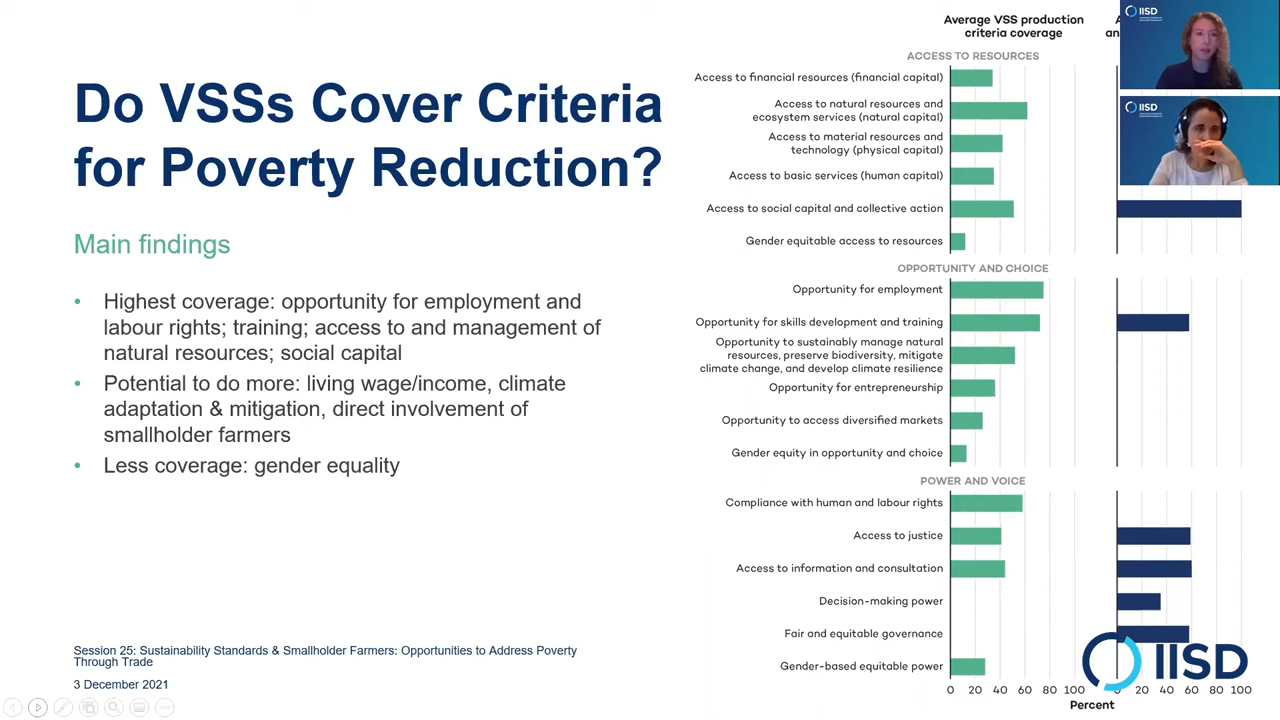 Do VSSs Cover Criteria
for Poverty Reduction?
Main findings
• Highest coverage: opportunity for employment and
labour rights; training; access to and management of
natural resources; social capital
• Potential to do more: living wage/income, climate
adaptation & mitigation, direct involvement of
smallholder farmers
• Less coverage: gender equality
Session 25: Sustainability Standards & Smallholder Farmers: Opportunities to Address Poverty
Through Trade
3 December 2021
Average VSS production
criteria coverage
ACCESS TO RESOURCES
Access to financial resources (financial capital)
Access to natural resources and
ecosystem services (natural capital)
Access to material resources and
technology (physical capital)
Access to basic services (human capital)
Access to social capital and collective action
Gender equitable access to resources
OPPORTUNITY AND CHOICE
Opportunity for employment
Opportunity for skills development and training
Opportunity to sustainably manage natural
resources, preserve biodiversity, mitigate
climate change, and develop climate resilience
Opportunity for entrepreneurship
Opportunity to access diversified markets
Gender equity in opportunity and choice
POWER AND VOICE
Compliance with human and labour rights
Access to justice
Access to information and consultation
Decision-making power
Fair and equitable governance
Gender-based equitable power
0 20 40 60 80 100
0 20 40 60 80 100
Percent
IISD
IISD
IISD